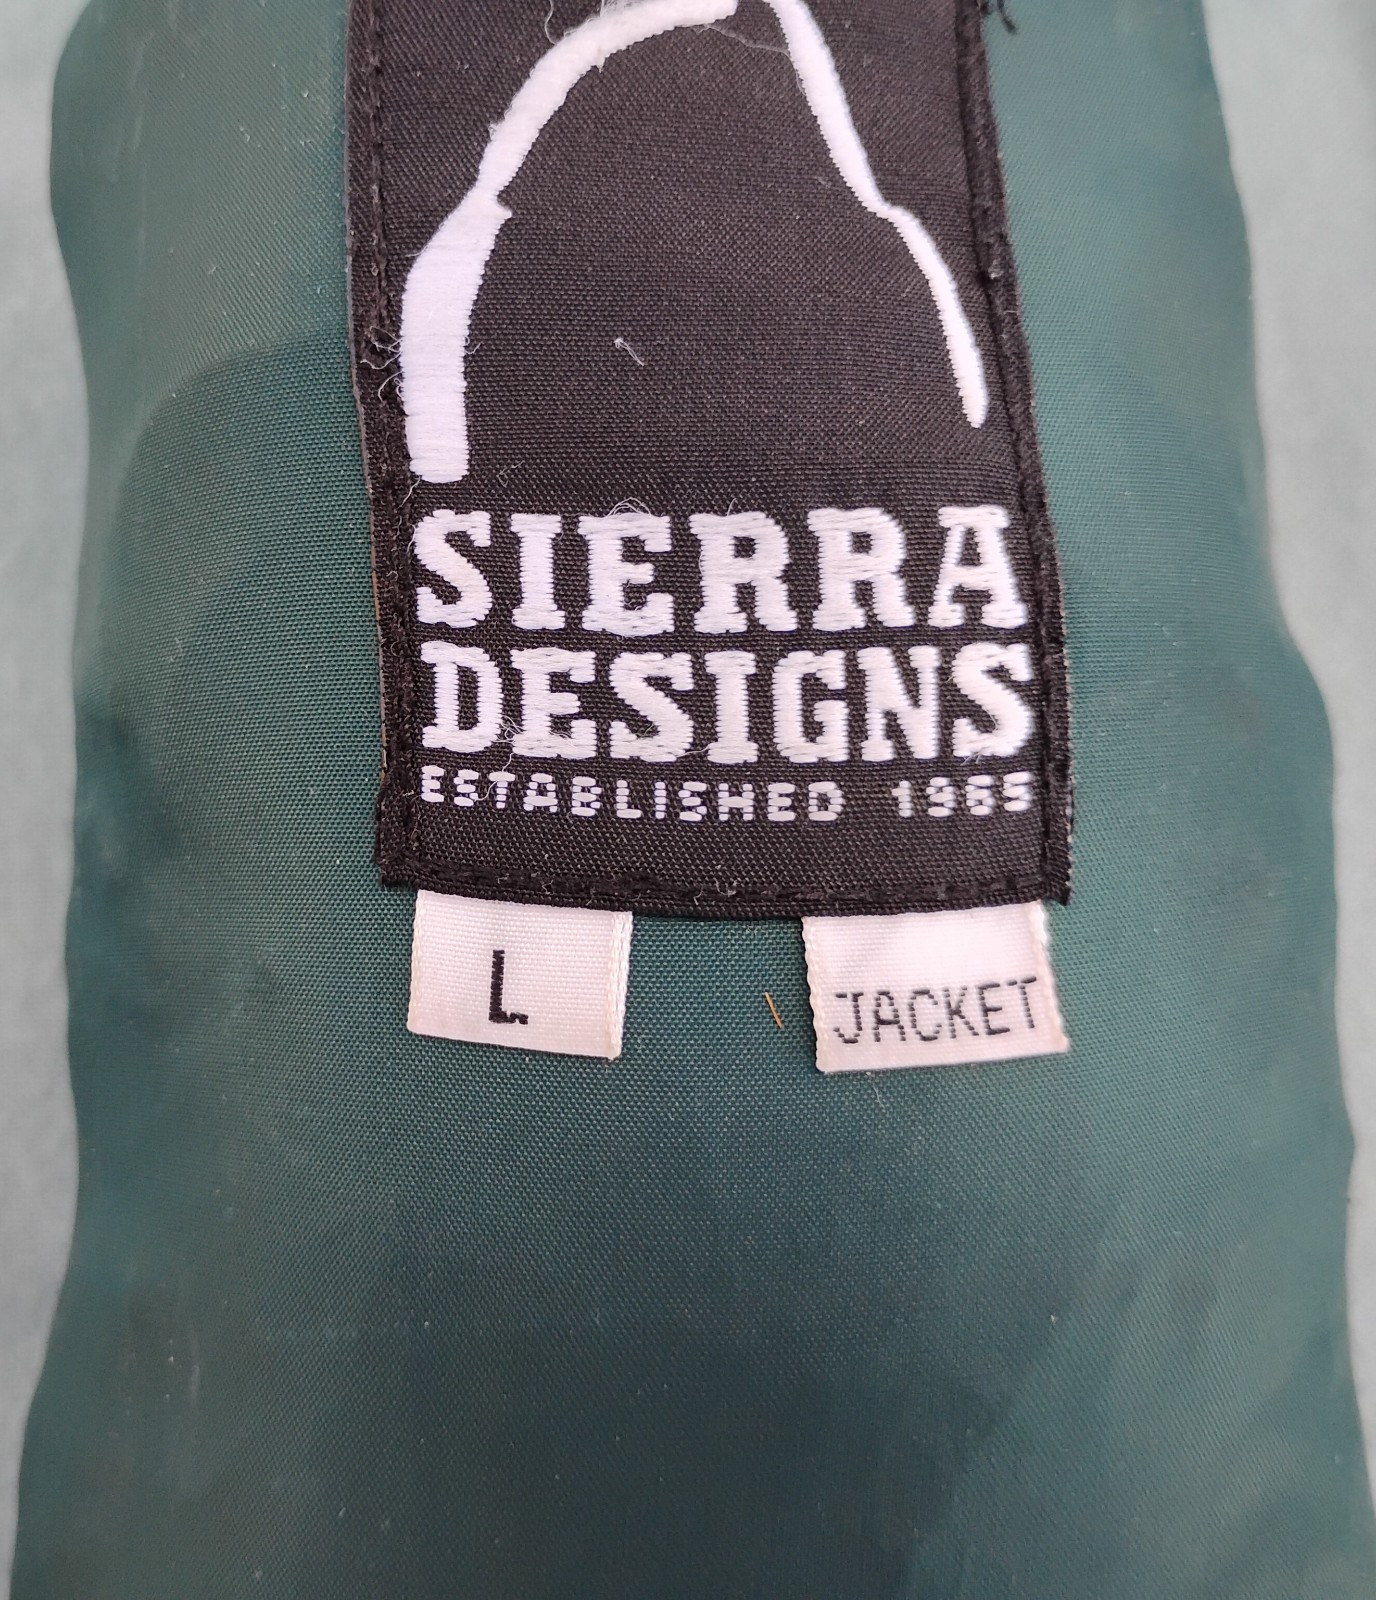 SIERRA
DESIGNS
ESTABLISHED 1965
L
JACKET